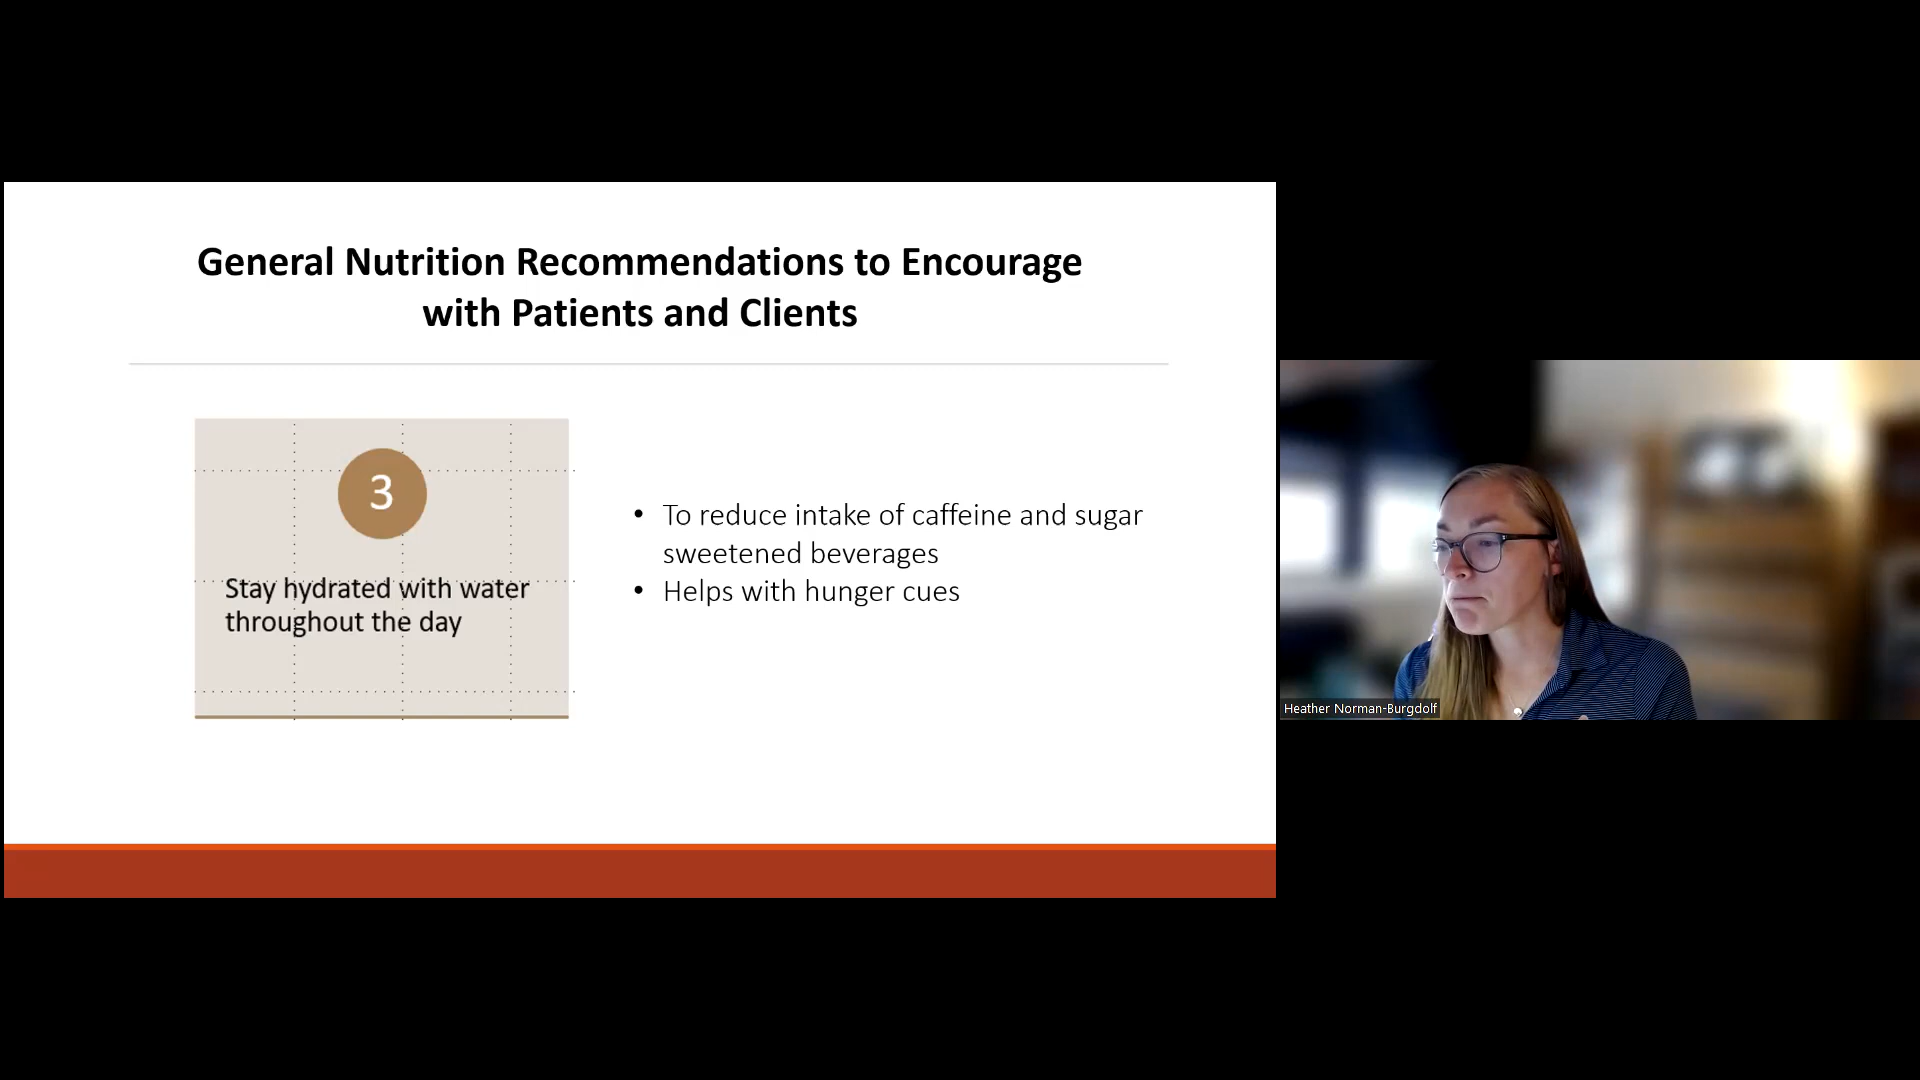 General Nutrition Recommendations to Encourage
with Patients and Clients
3
Stay hydrated with water
throughout the day
• To reduce intake of caffeine and sugar
sweetened beverages
• Helps with hunger cues
Heather Norman-Burgdolf